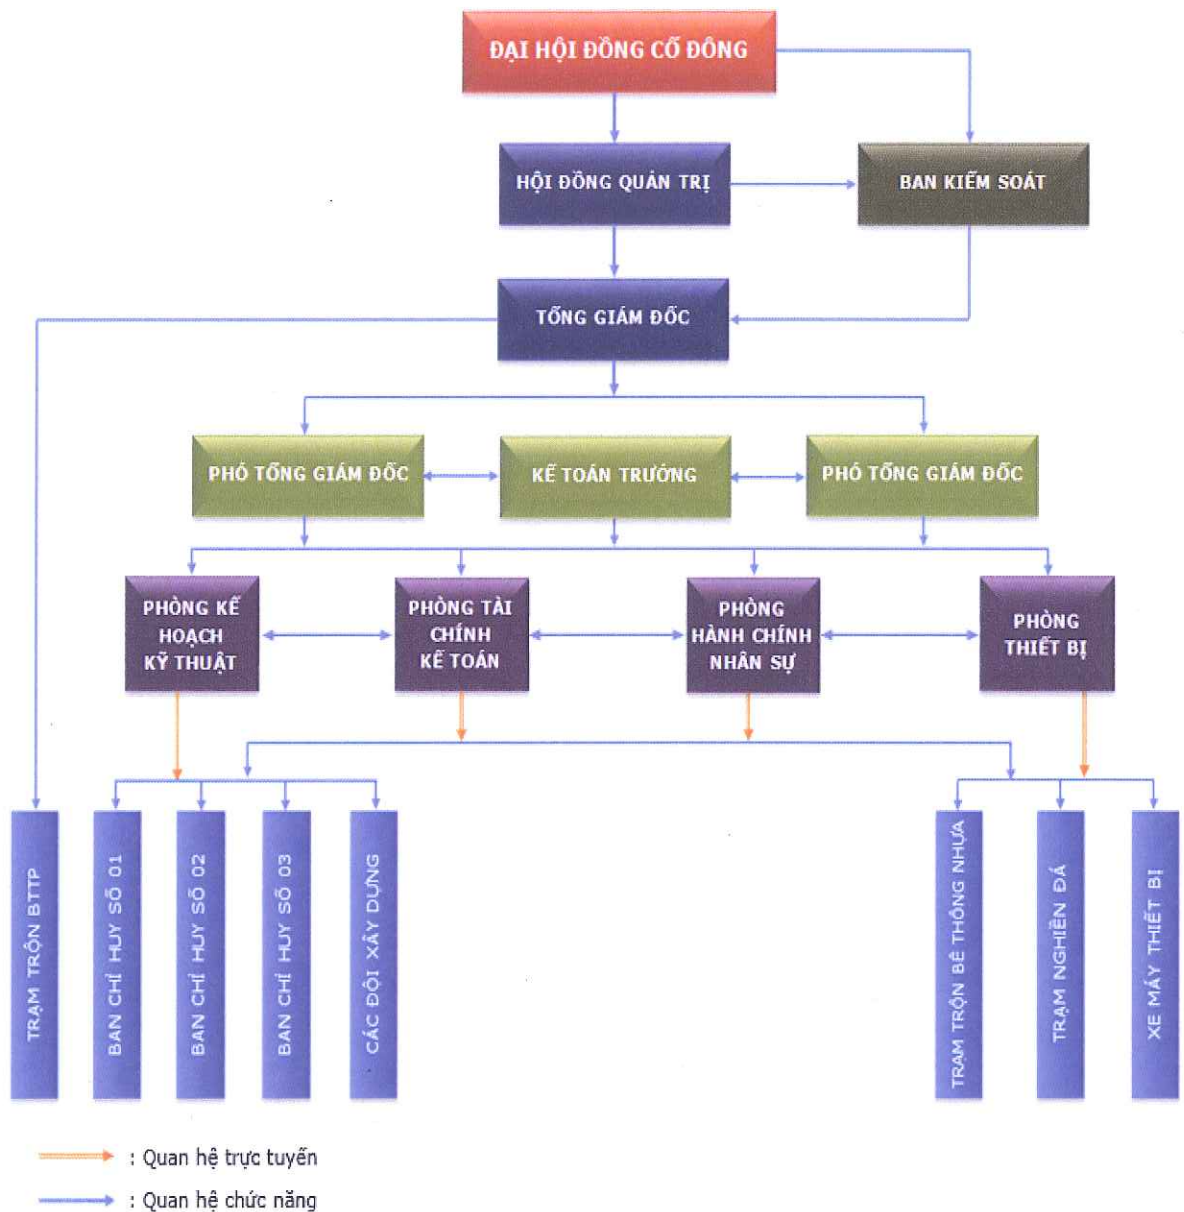 ĐẠI HỘI ĐỒNG CỔ ĐÔNG
HỘI ĐỒNG QUẢN TRỊ
BAN KIỂM SOÁT
TỔNG GIÁM ĐỐC
PHÓ TỔNG GIÁM ĐỐC
KẾ TOÁN TRƯỞNG
PHÓ TỔNG GIÁM ĐỐC
PHÒNG KẾ
HOẠCH
KỸ THUẬT
PHÒNG TÀI
CHÍNH
KẾ TOÁN
PHÒNG
HÀNH CHÍNH
NHÂN SỰ
PHÒNG
THIẾT BỊ
TRẠM TRỘN BTTP
BAN CHỈ HUY SỐ 01
BAN CHỈ HUY SỐ 02
BAN CHỈ HUY SỐ 03
CÁC ĐỘI XÂY DỰNG
TRẠM TRỘN BÊ THÔNG NHỰA
TRẠM NGHIỀN ĐÁ
XE MÁY THIẾT BỊ
: Quan hệ trực tuyến
: Quan hệ chức năng